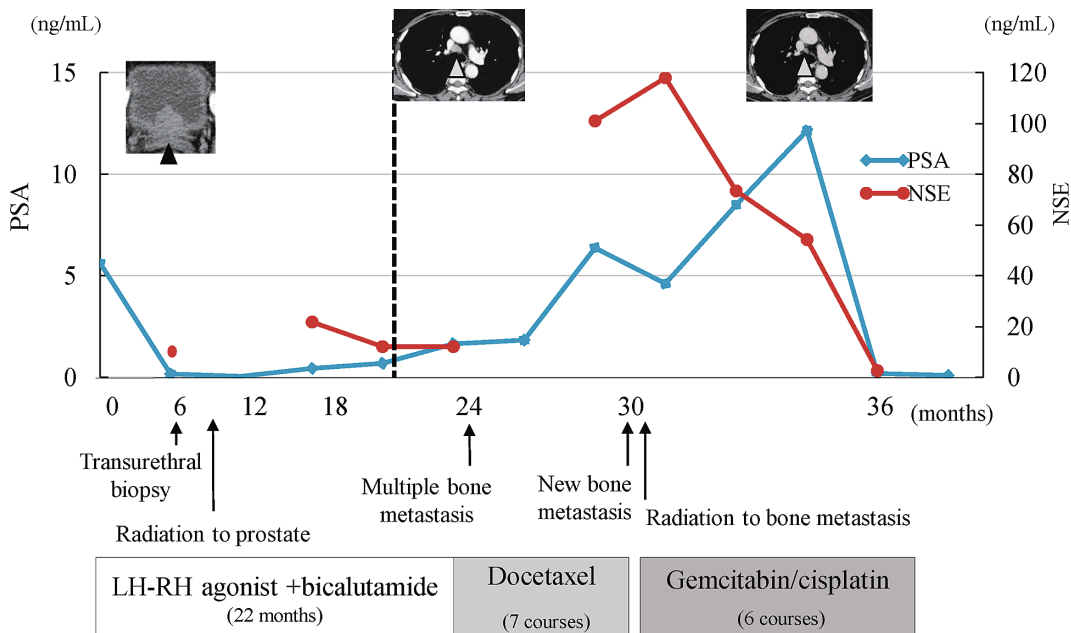 (ng/mL)
(ng/mL)
15
120
100
PSA
10
80
NSE
PSA
NSE
60
5
40
20
0
0
0 6 12 18 24 30 36 (months)
Transurethral
biopsy
Multiple bone
metastasis
New bone
metastasis
Radiation to bone metastasis
Radiation to prostate
LH-RH agonist +bicalutamide
(22 months)
Docetaxel
(7 courses)
Gemcitabin/cisplatin
(6 courses)